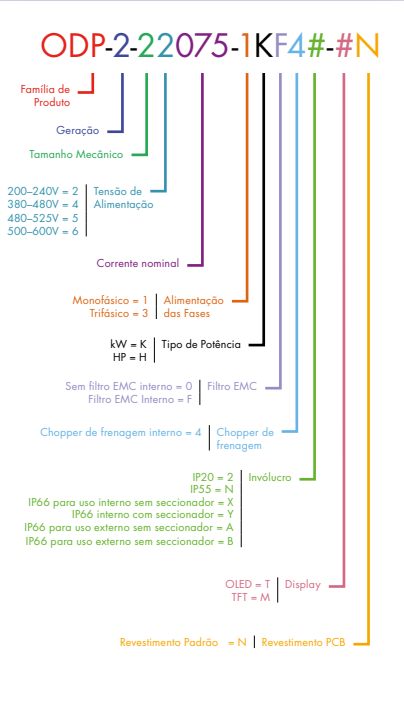 ODP-2-22075-1KF4#-#N
Família de
Produto
Geração
Tamanho Mecânico
200–240V = 2
380–480V = 4
480–525V = 5
500–600V = 6
Tensão de
Alimentação
Corrente nominal
Monofásico = 1
Trifásico = 3
Alimentação
das Fases
kW = K
HP = H
Tipo de Potência
Sem filtro EMC interno = 0
Filtro EMC Interno = F
Filtro EMC
Chopper de frenagem interno = 4
Chopper de
frenagem
IP20 = 2
IP55 = N
IP66 para uso interno sem seccionador = X
IP66 interno com seccionador = Y
IP66 para uso externo sem seccionador = A
IP66 para uso externo sem seccionador = B
Invólucro
OLED = T
TFT = M
Display
Revestimento Padrão = N
Revestimento PCB